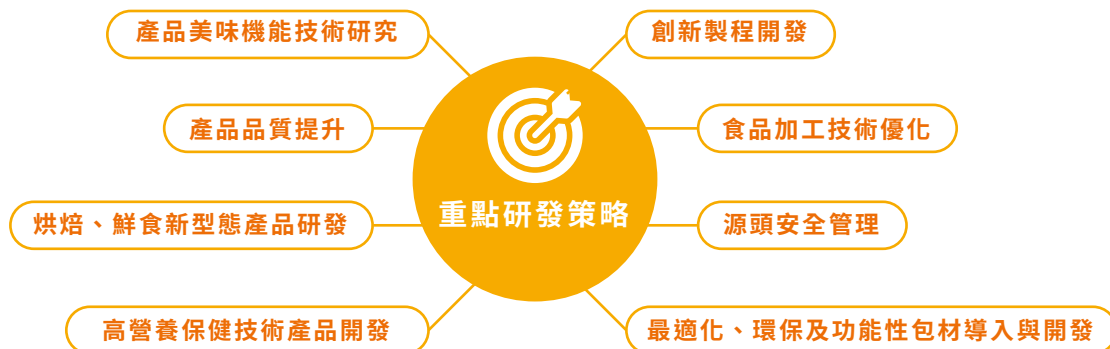 產品美味機能技術研究
創新製程開發
產品品質提升
食品加工技術優化
重點研發策略
烘焙、鮮食新型態產品研發
源頭安全管理
高營養保健技術產品開發
最適化、環保及功能性包材導入與開發